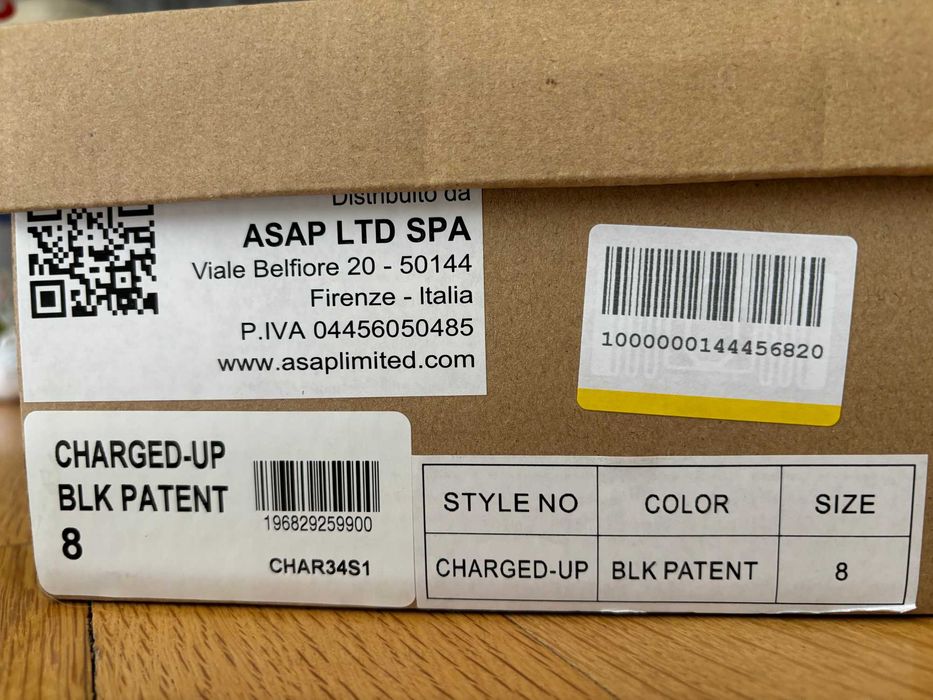 Distribuito da
ASAP LTD SPA
Viale Belfiore 20 - 50144
Firenze - Italia
P.IVA 04456050485
www.asaplimited.com
1000000144456820
CHARGED-UP
BLK PATENT
8
196829259900
CHAR34S1
STYLE NO COLOR SIZE
CHARGED-UP BLK PATENT 8